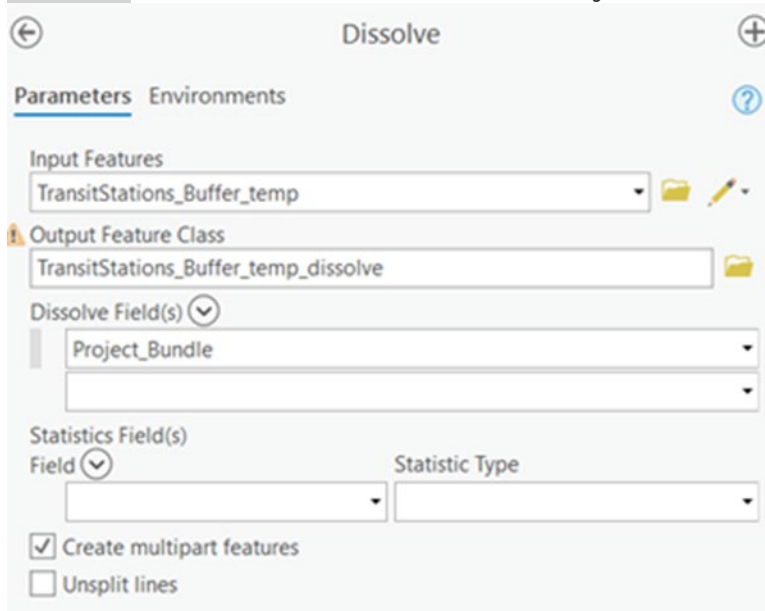 Dissolve
Parameters Environments
Input Features
TransitStations_Buffer_temp
Output Feature Class
TransitStations_Buffer_temp_dissolve
Dissolve Field(s)
Project_Bundle
Statistics Field(s)
Field Statistic Type
Create multipart features
Unsplit lines